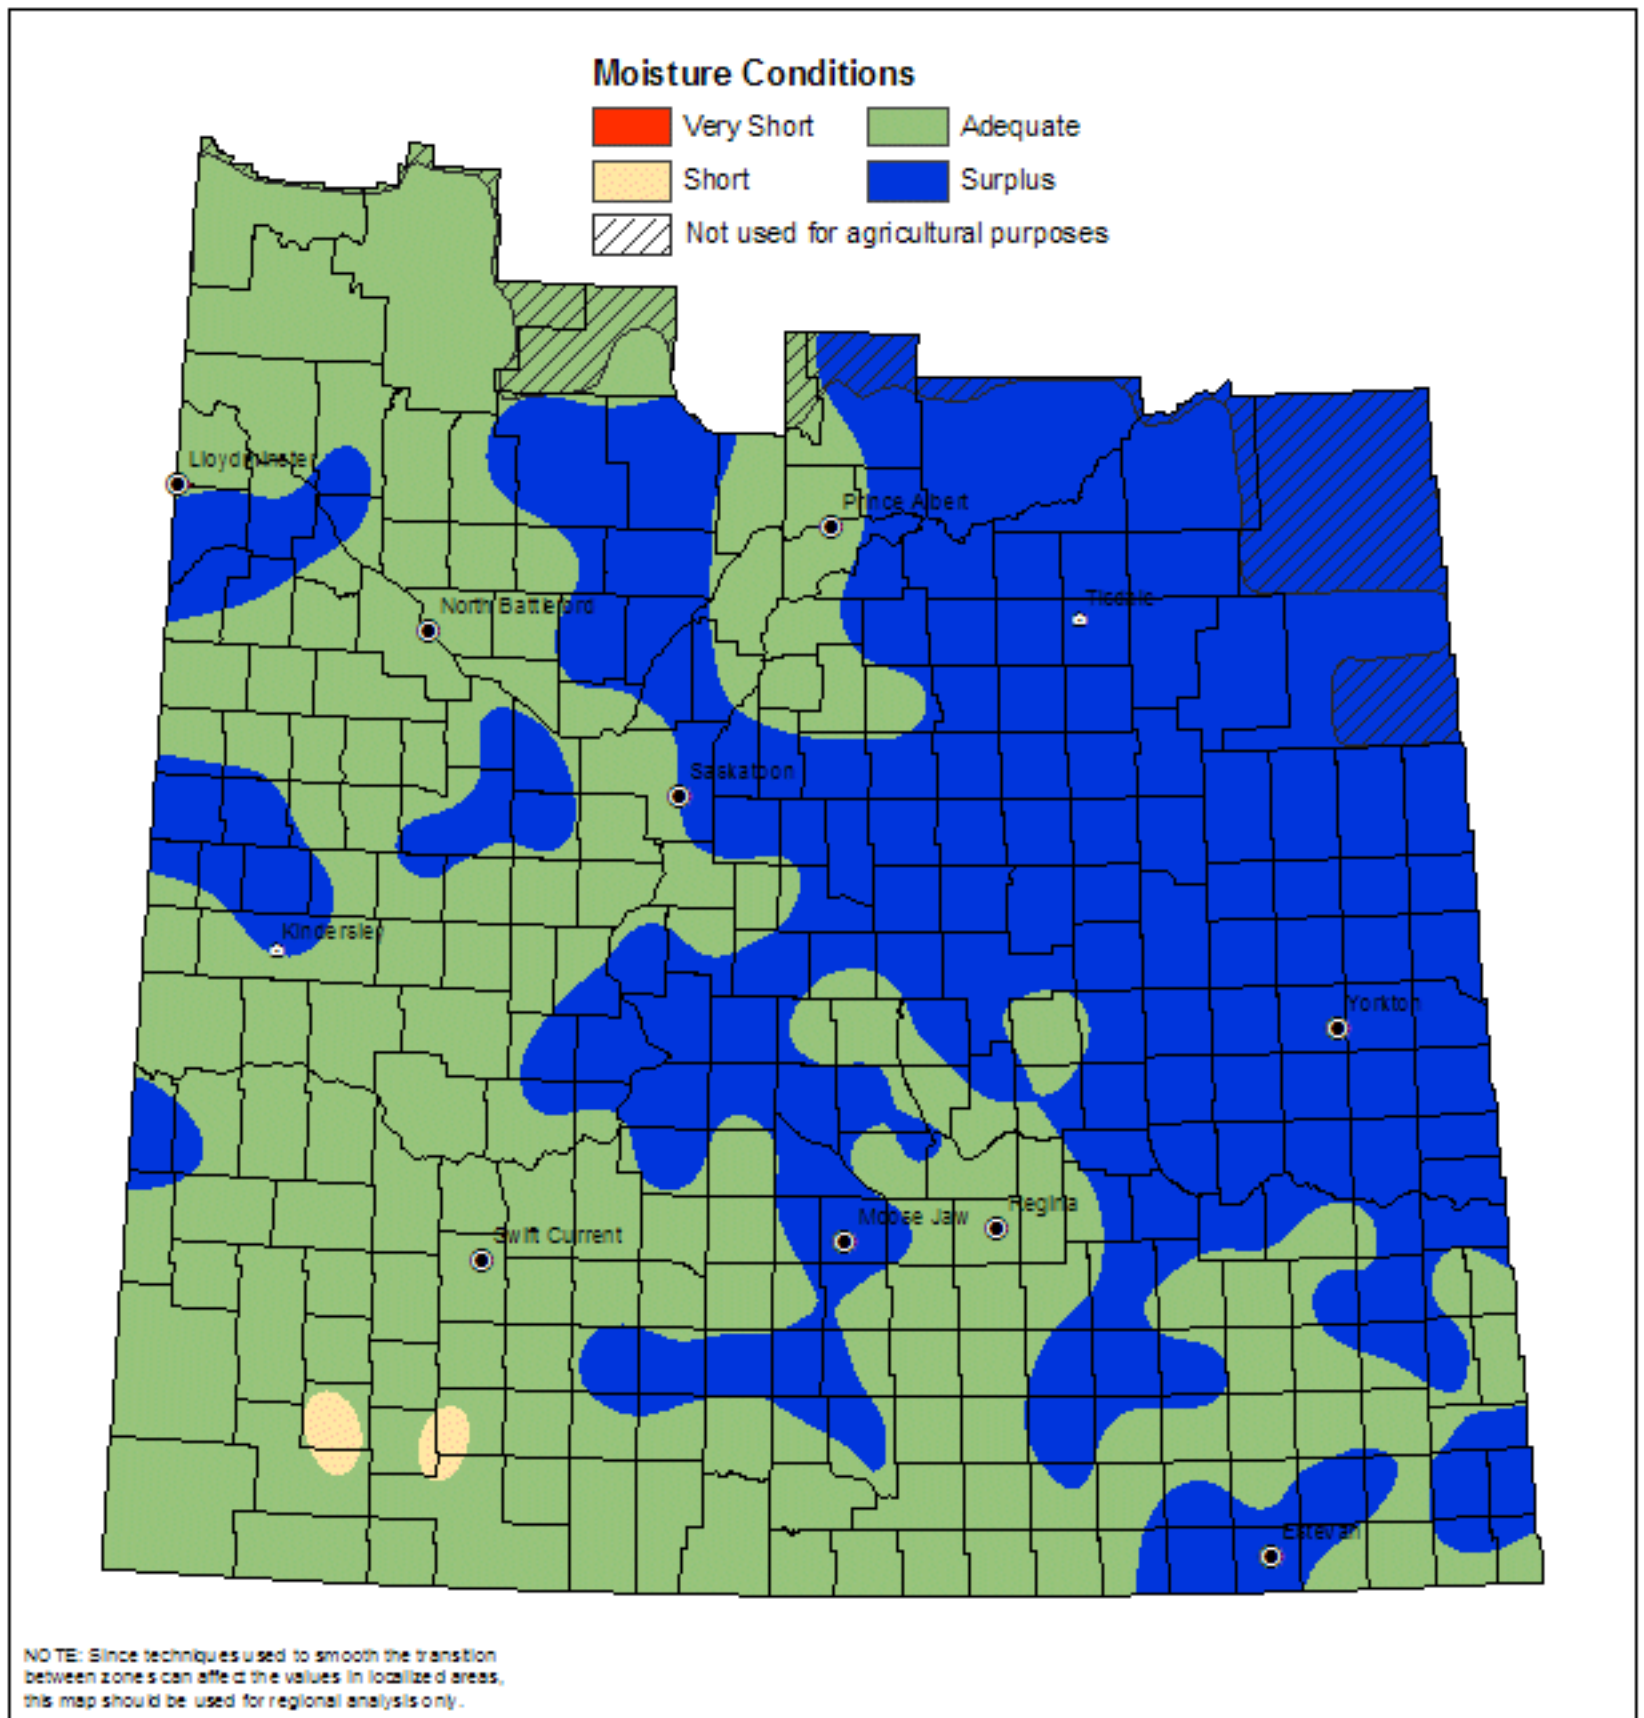 Moisture Conditions
Very Short
Adequate
Short
Surplus
Not used for agricultural purposes
Lloydminster
Prince Albert
North Battleford
Tisdale
Saskatoon
Kindersley
Yorkton
Regina
Moose Jaw
Swift Current
Estevan
NOTE: Since techniques used to smooth the transition
between zones can affect the values in localized areas,
this map should be used for regional analysis only.